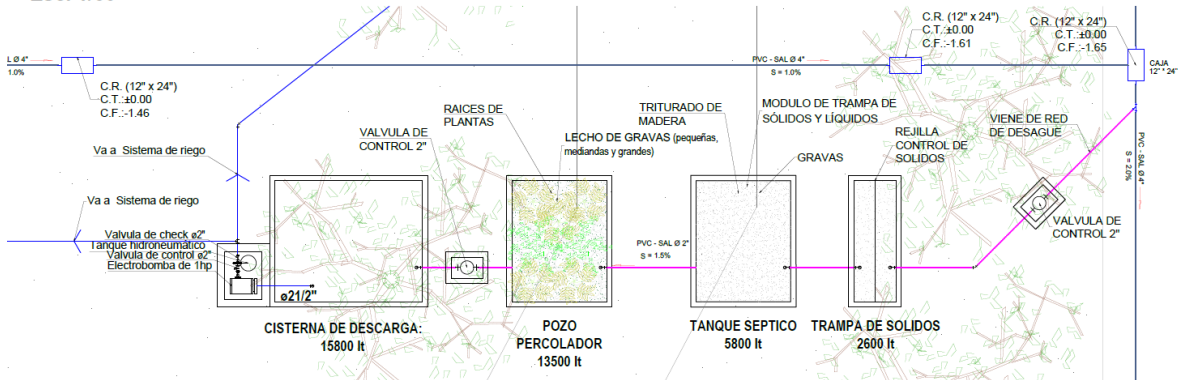 L Ø 4"
1.0%
C.R. (12" x 24")
C.T.:±0.00
C.F.:-1.46
PVC - SAL Ø 4"
S = 1.0%
C.R. (12" x 24")
C.T.:±0.00
C.F.:-1.61
C.R. (12" x 24")
C.T.:±0.00
C.F.:-1.65
CAJA
12" * 24"
PVC - SAL Ø 4"
S = 2.0%
Va a Sistema de riego
Va a Sistema de riego
Valvula de check ø2"
Tanque hidroneumático
Valvula de control ø2"
Electrobomba de 1hp
ø21/2"
VALVULA DE
CONTROL 2"
RAICES DE
PLANTAS
LECHO DE GRAVAS (pequeñas,
mediandas y grandes)
TRITURADO DE
MADERA
MODULO DE TRAMPA DE
SÓLIDOS Y LÍQUIDOS
GRAVAS
REJILLA
CONTROL DE
SOLIDOS
VIENE DE RED
DE DESAGUE
VALVULA DE
CONTROL 2"
PVC - SAL Ø 2"
S = 1.5%
CISTERNA DE DESCARGA:
15800 lt
POZO
PERCOLADOR
13500 lt
TANQUE SEPTICO
5800 lt
TRAMPA DE SOLIDOS
2600 lt